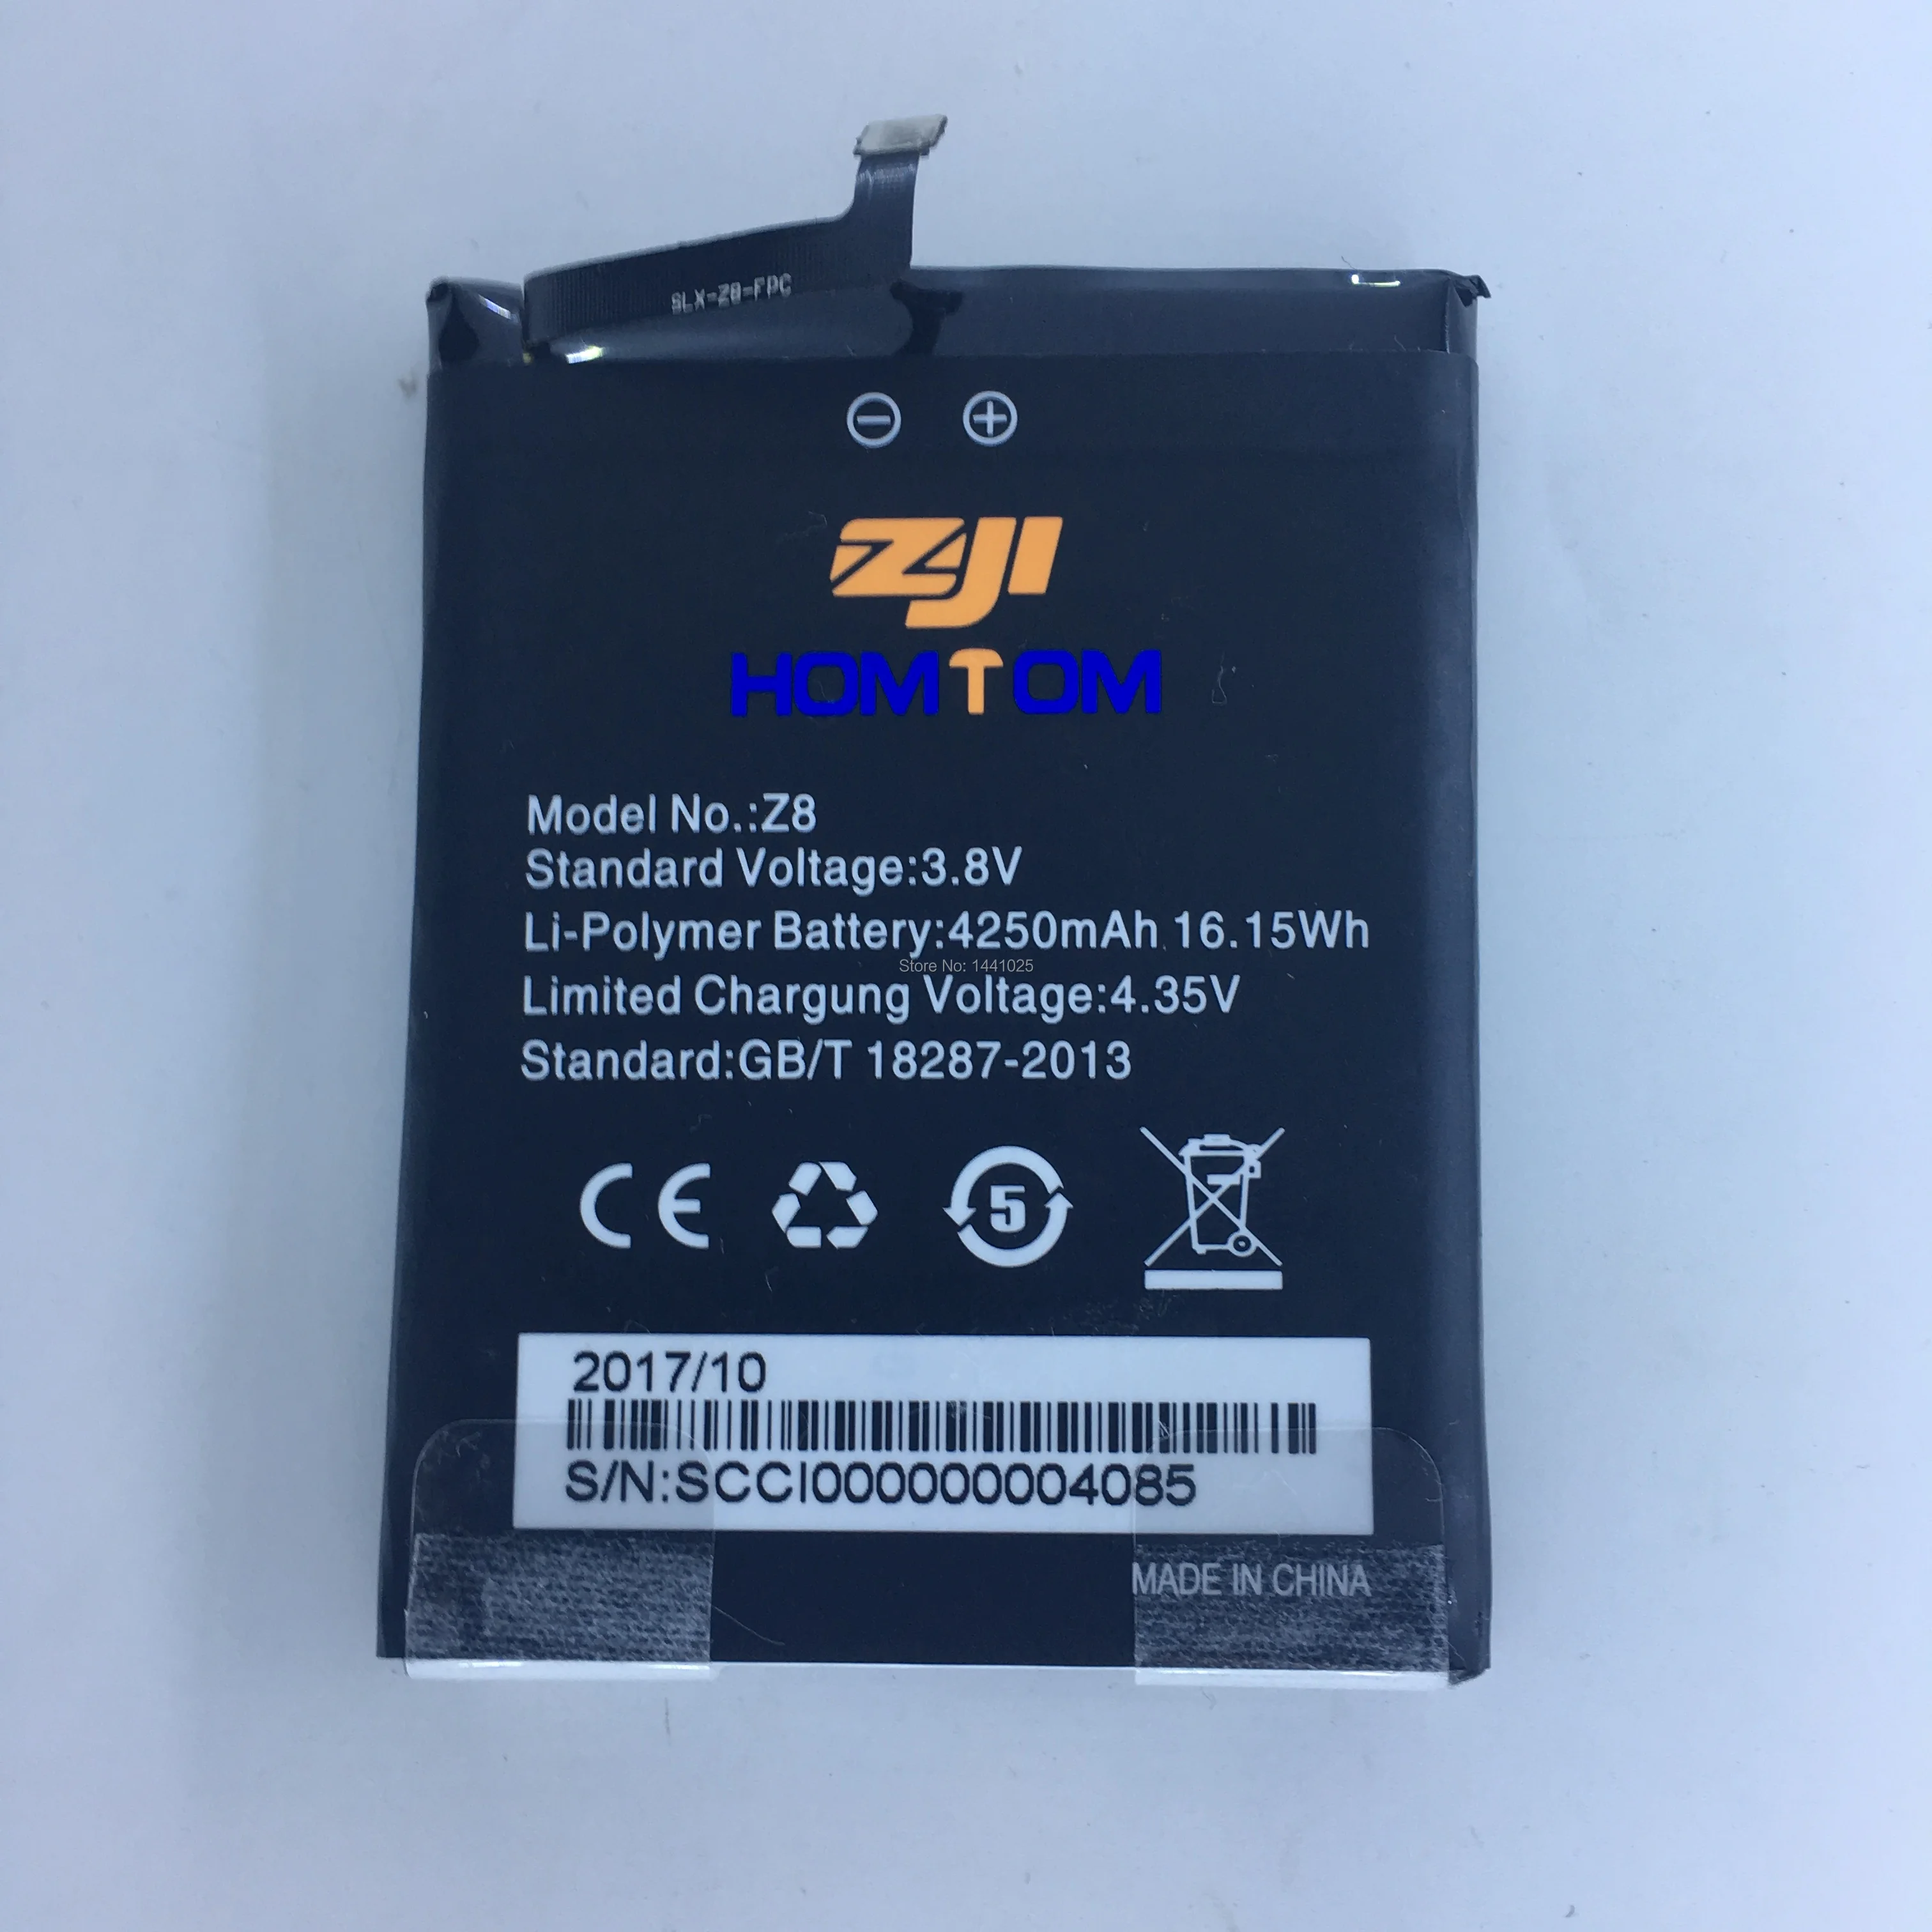 SLX-Z8-FPC
ZJI
HOMTOM
Model No.:Z8
Standard Voltage:3.8V
Li-Polymer Battery:4250mAh 16.15Wh
Store No: 1441025
Limited Chargung Voltage:4.35V
Standard:GB/T 18287-2013
CE
5
2017/10
S/N:SCCI000000004085
MADE IN CHINA